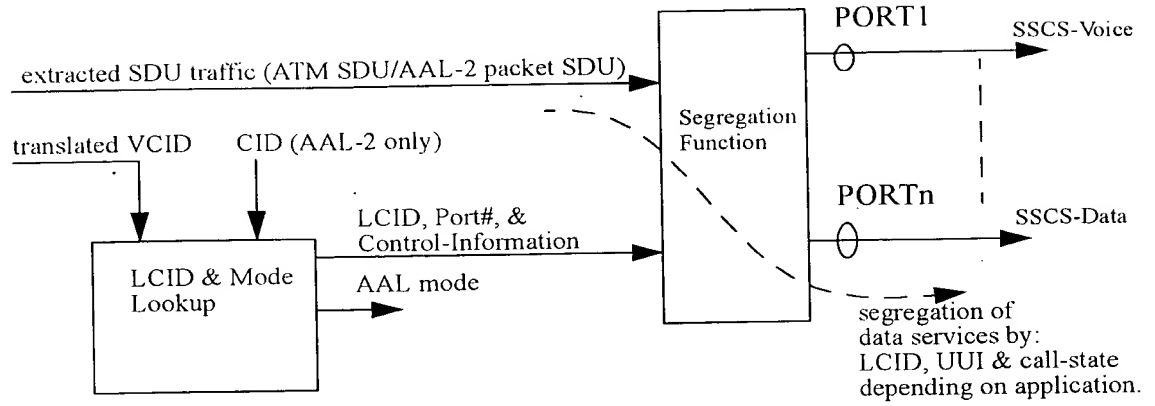 PORT1
SSCS-Voice
extracted SDU traffic (ATM SDU/AAL-2 packet SDU)
Segregation
Function
translated VCID
CID (AAL-2 only)
PORTn
SSCS-Data
LCID, Port#, &
Control-Information
LCID & Mode
Lookup
AAL mode
segregation of
data services by:
LCID, UUI & call-state
depending on application.